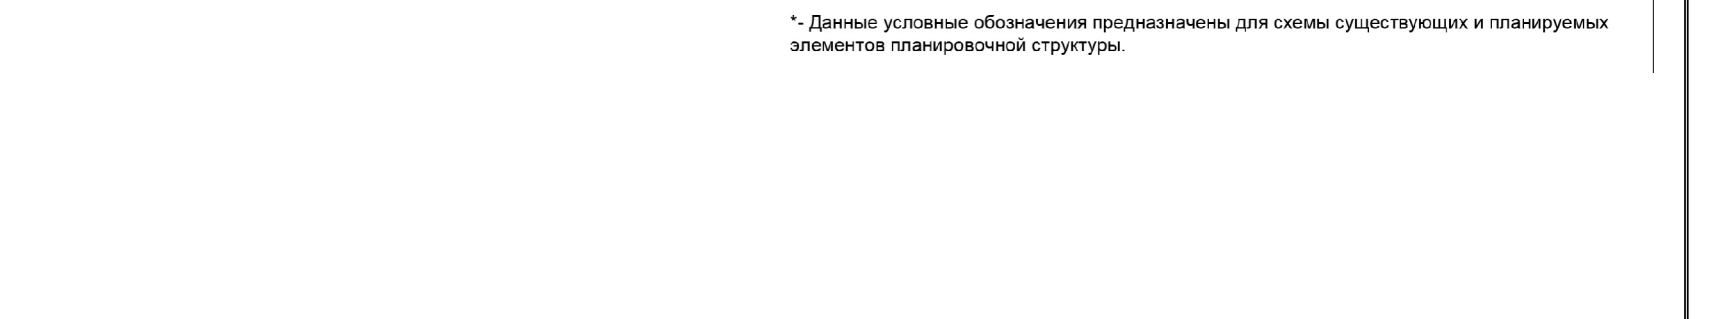 *- Данные условные обозначения предназначены для схемы существующих и планируемых
элементов планировочной структуры.